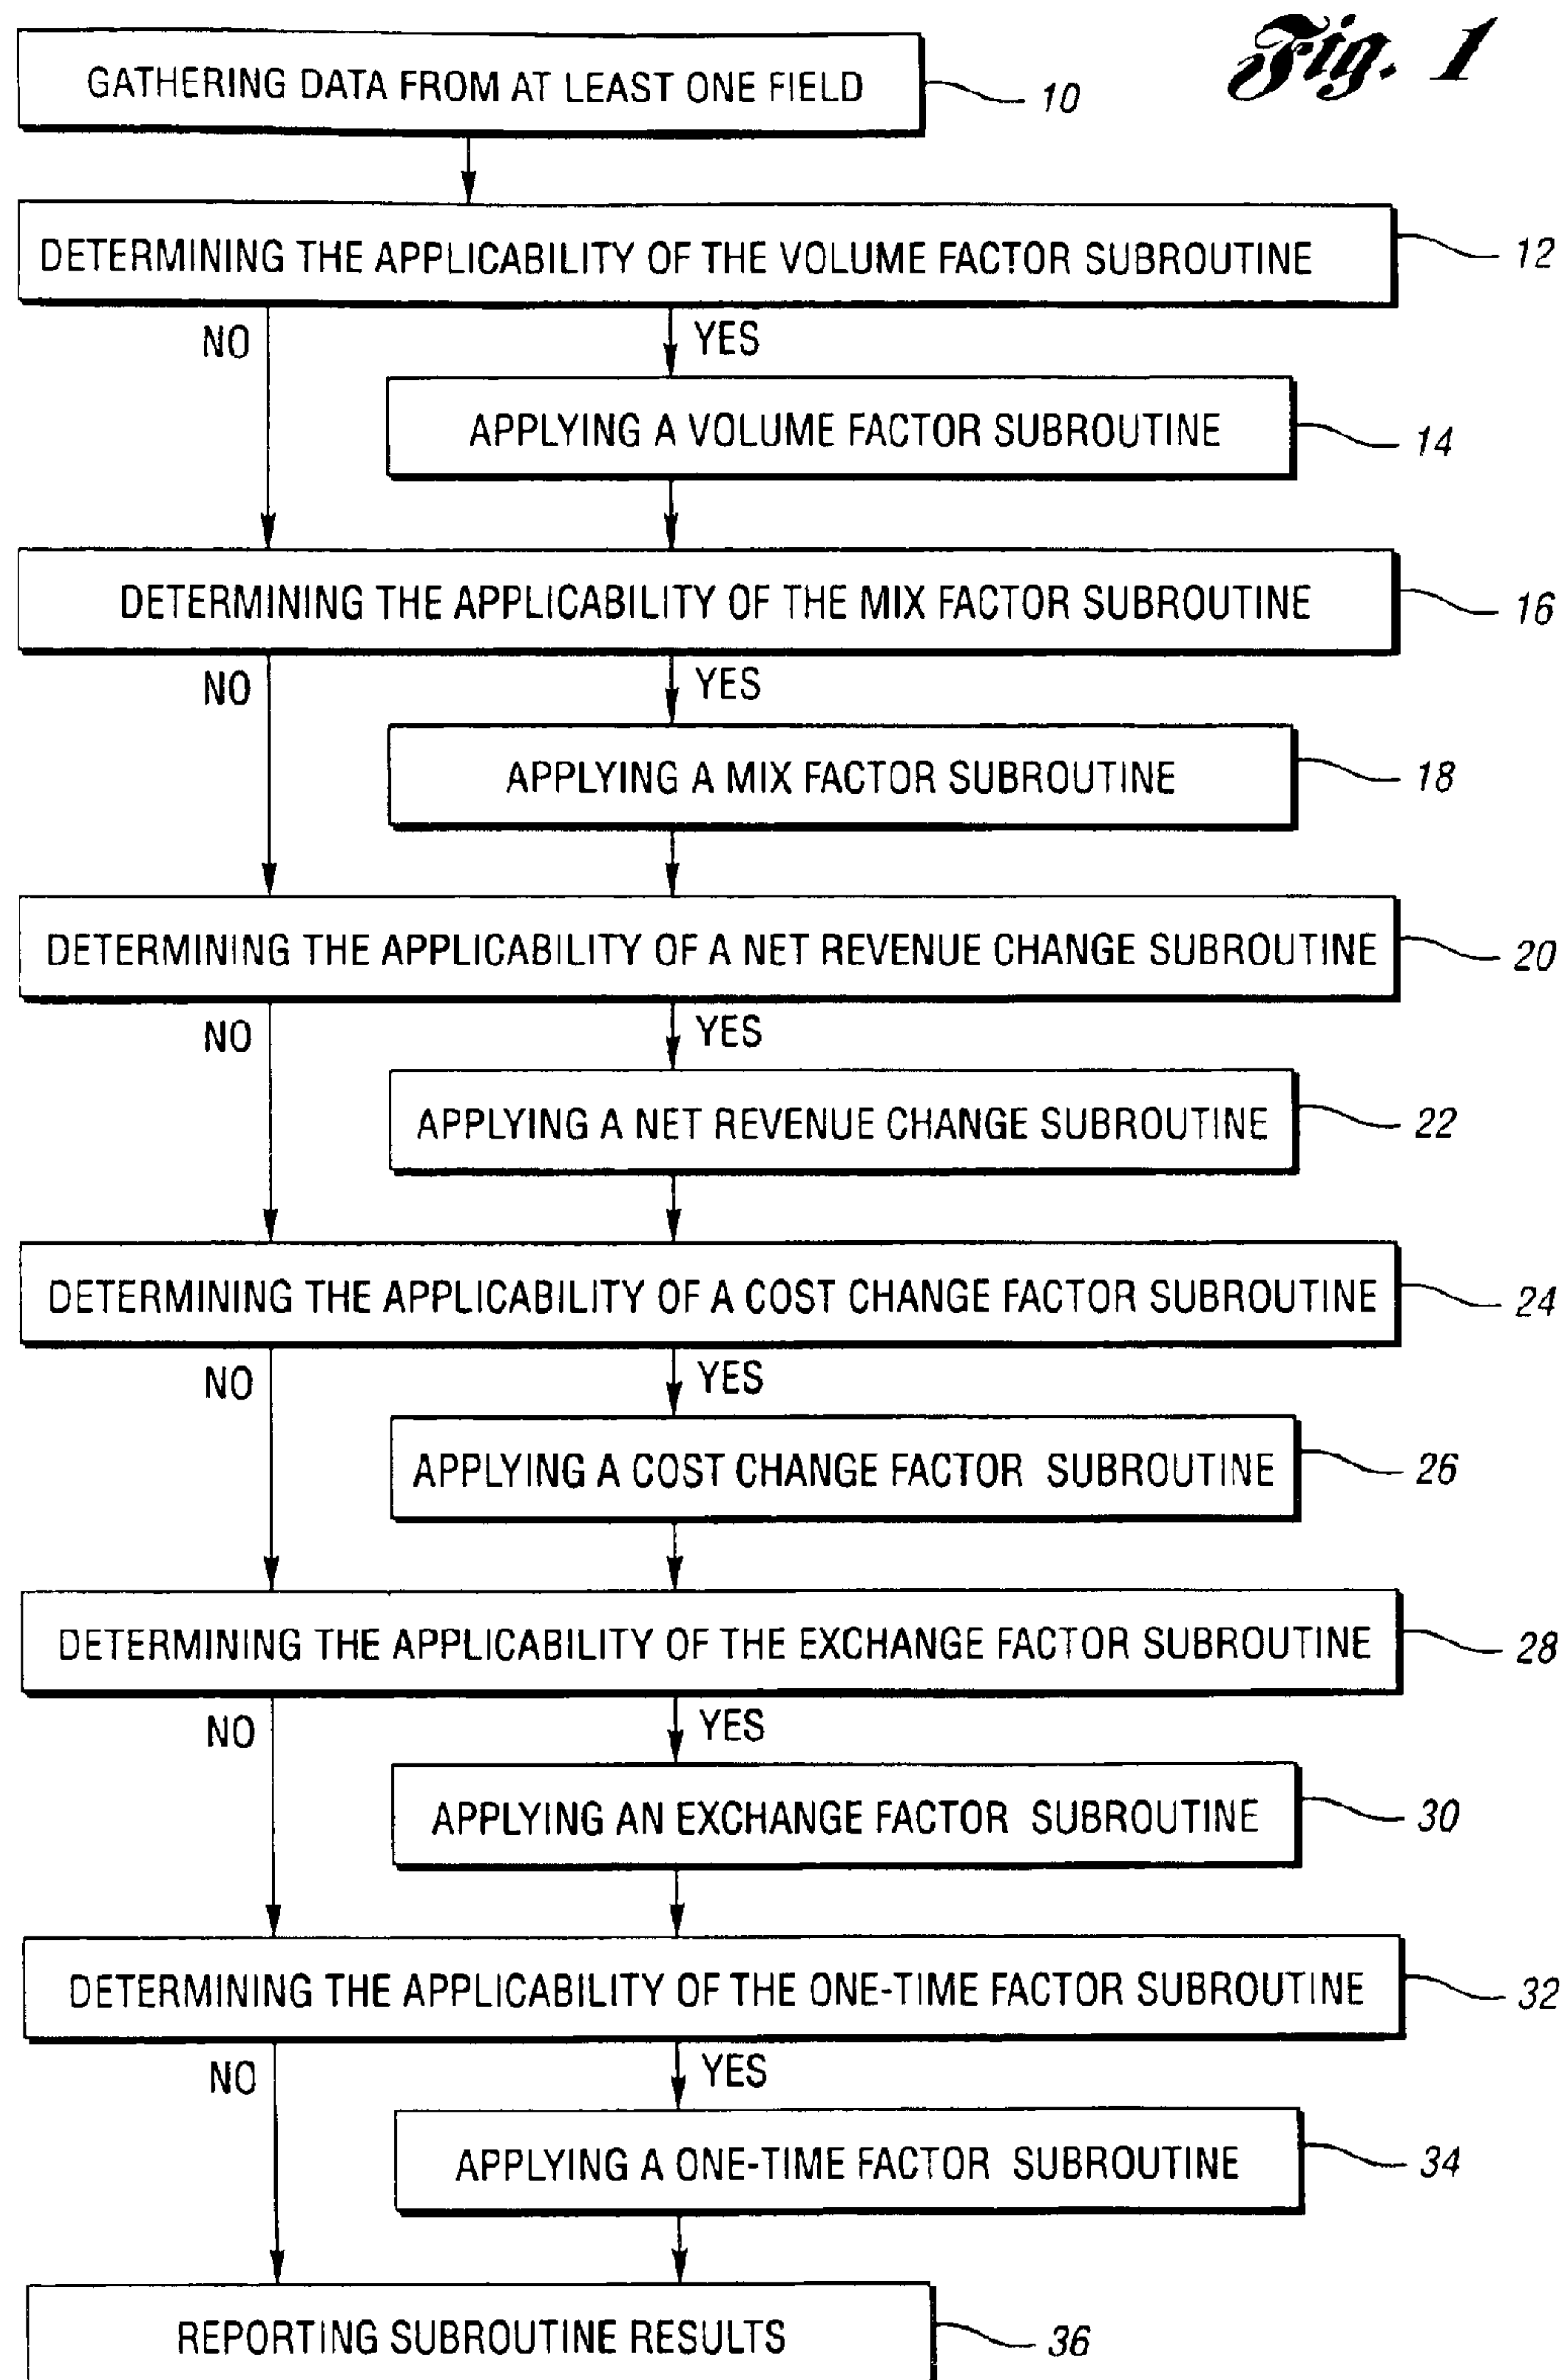 Fig. 1
GATHERING DATA FROM AT LEAST ONE FIELD
10
DETERMINING THE APPLICABILITY OF THE VOLUME FACTOR SUBROUTINE
12
NO
YES
APPLYING A VOLUME FACTOR SUBROUTINE
14
DETERMINING THE APPLICABILITY OF THE MIX FACTOR SUBROUTINE
16
NO
YES
APPLYING A MIX FACTOR SUBROUTINE
18
DETERMINING THE APPLICABILITY OF A NET REVENUE CHANGE SUBROUTINE
20
NO
YES
APPLYING A NET REVENUE CHANGE SUBROUTINE
22
DETERMINING THE APPLICABILITY OF A COST CHANGE FACTOR SUBROUTINE
24
NO
YES
APPLYING A COST CHANGE FACTOR SUBROUTINE
26
DETERMINING THE APPLICABILITY OF THE EXCHANGE FACTOR SUBROUTINE
28
NO
YES
APPLYING AN EXCHANGE FACTOR SUBROUTINE
30
DETERMINING THE APPLICABILITY OF THE ONE-TIME FACTOR SUBROUTINE
32
NO
YES
APPLYING A ONE-TIME FACTOR SUBROUTINE
34
REPORTING SUBROUTINE RESULTS
36